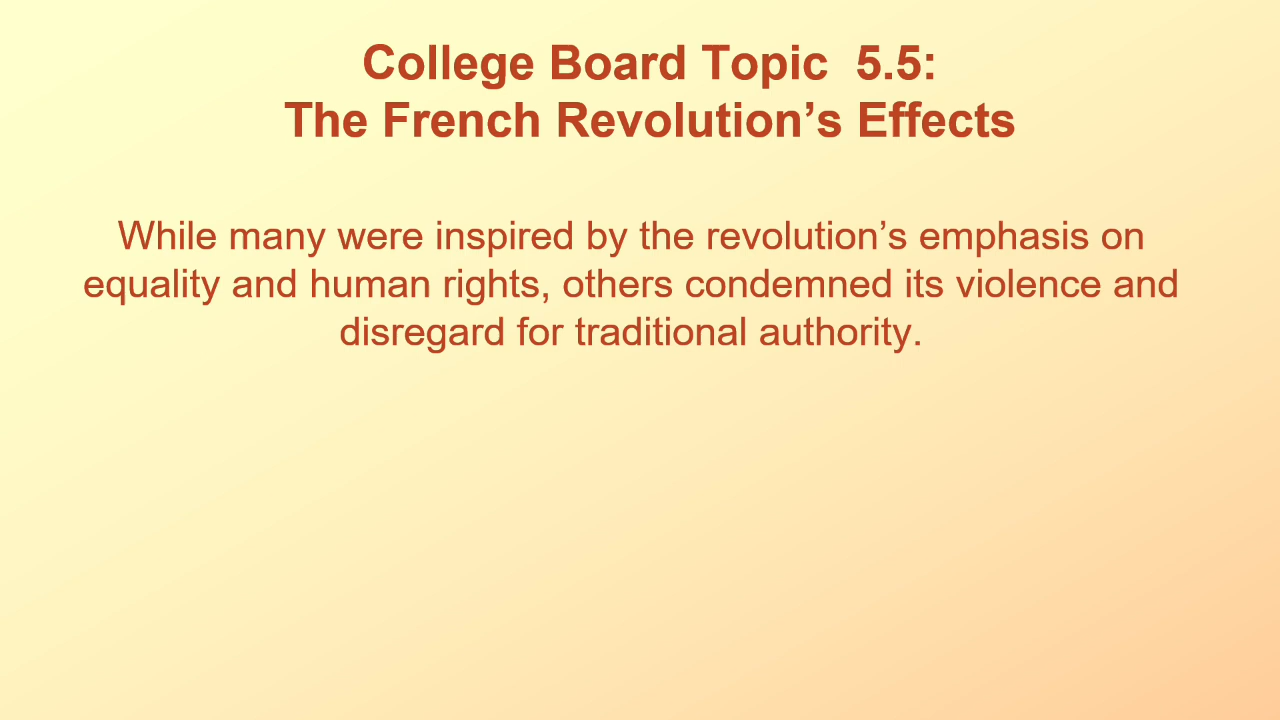 College Board Topic  5.5:
The French Revolution’s Effects
While many were inspired by the revolution’s emphasis on
equality and human rights, others condemned its violence and
disregard for traditional authority.